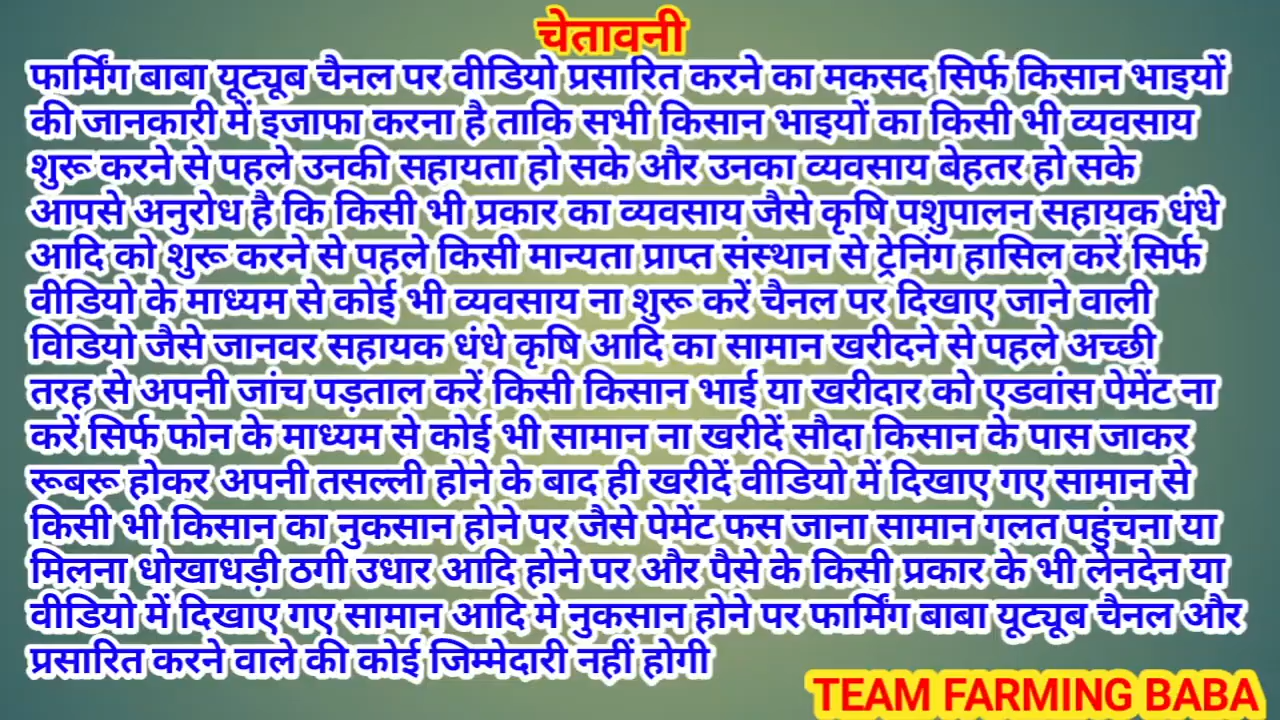 चेतावनी
फार्मिंग बाबा यूट्यूब चैनल पर वीडियो प्रसारित करने का मकसद सिर्फ किसान भाइयों
की जानकारी में इजाफा करना है ताकि सभी किसान भाइयों का किसी भी व्यवसाय
शुरू करने से पहले उनकी सहायता हो सके और उनका व्यवसाय बेहतर हो सके
आपसे अनुरोध है कि किसी भी प्रकार का व्यवसाय जैसे कृषि पशुपालन सहायक धंधे
आदि को शुरू करने से पहले किसी मान्यता प्राप्त संस्थान से ट्रेनिंग हासिल करें सिर्फ
वीडियो के माध्यम से कोई भी व्यवसाय ना शुरू करें चैनल पर दिखाए जाने वाली
विडियो जैसे जानवर सहायक धंधे कृषि आदि का सामान खरीदने से पहले अच्छी
तरह से अपनी जांच पड़ताल करें किसी किसान भाई या खरीदार को एडवांस पेमेंट ना
करें सिर्फ फोन के माध्यम से कोई भी सामान ना खरीदें सौदा किसान के पास जाकर
रूबरू होकर अपनी तसल्ली होने के बाद ही खरीदें वीडियो में दिखाए गए सामान से
किसी भी किसान का नुकसान होने पर जैसे पेमेंट फस जाना सामान गलत पहुंचना या
मिलना धोखाधड़ी ठगी उधार आदि होने पर और पैसे के किसी प्रकार के भी लेनदेन या
वीडियो में दिखाए गए सामान आदि मे नुकसान होने पर फार्मिंग बाबा यूट्यूब चैनल और
प्रसारित करने वाले की कोई जिम्मेदारी नहीं होगी
TEAM FARMING BABA